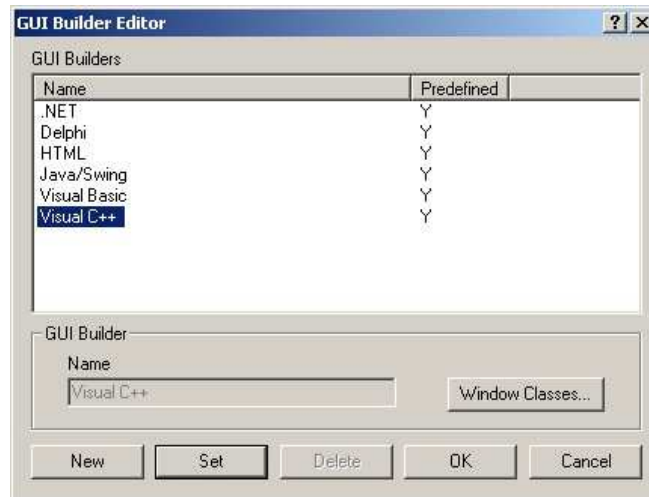 GUI Builder Editor
GUI Builders
Name Predefined
.NET Y
Delphi Y
HTML Y
Java/Swing Y
Visual Basic Y
Visual C++ Y
GUI Builder
Name
Visual C++
Window Classes...
New Set Delete OK Cancel